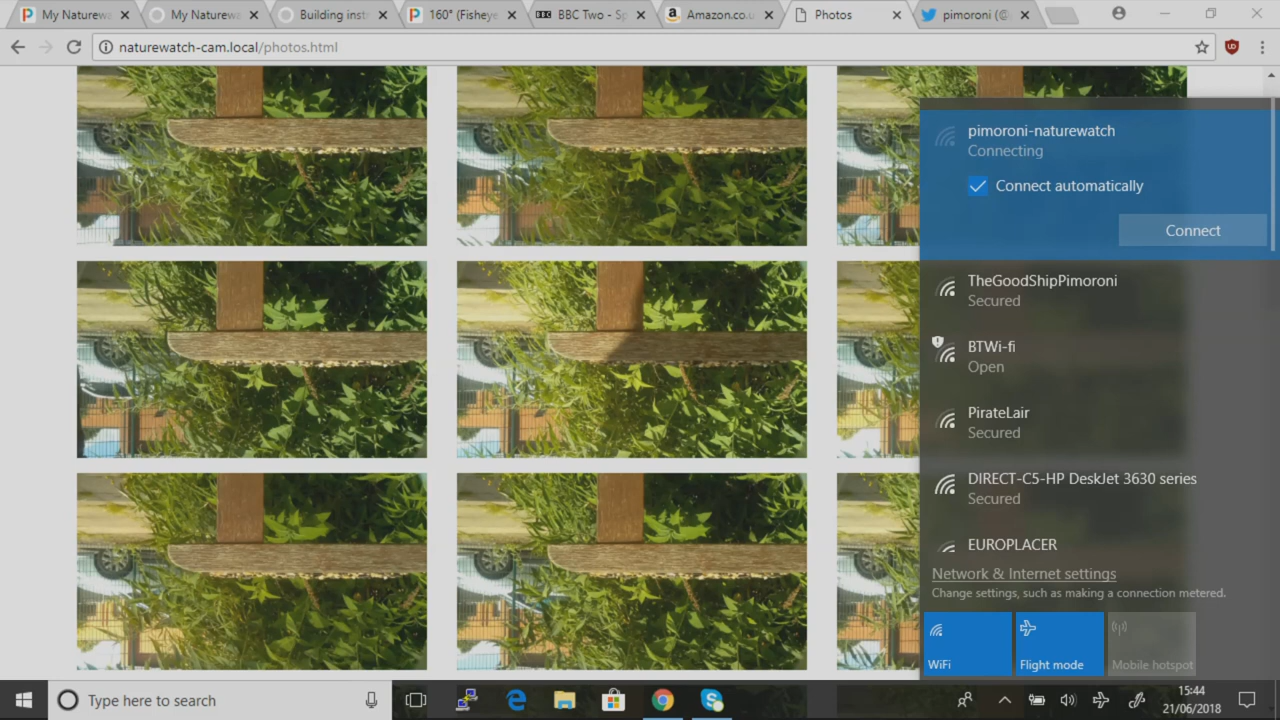 My Naturew
My Naturew
Building inst
160° (Fisheye
BBC Two - Sp
Amazon.co.u
Photos
pimoroni (@
naturewatch-cam.local/photos.html
pimoroni-naturewatch
Connecting
Connect automatically
Connect
TheGoodShipPimoroni
Secured
BTWi-fi
Open
PirateLair
Secured
DIRECT-C5-HP DeskJet 3630 series
Secured
EUROPLACER
Network & Internet settings
Change settings, such as making a connection metered.
WiFi
Flight mode
Mobile hotspot
Type here to search
15:44
21/06/2018